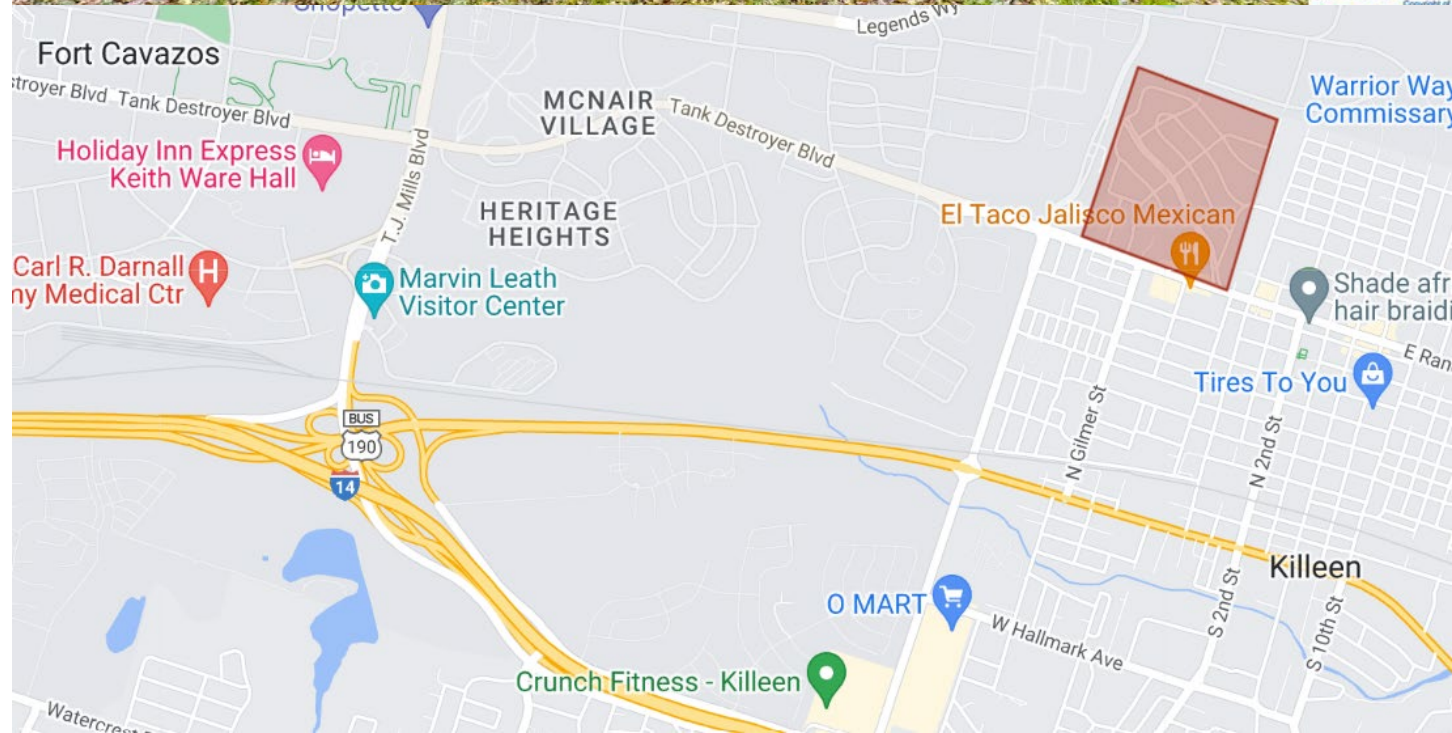 Copyright of
Chopette
Legends Wy
Fort Cavazos
stroyer Blvd Tank Destroyer Blvd
MCNAIR
VILLAGE
Tank Destroyer Blvd
Warrior Way
Commissary
Holiday Inn Express
Keith Ware Hall
T.J. Mills Blvd
HERITAGE
HEIGHTS
El Taco Jalisco Mexican
Carl R. Darnall
ny Medical Ctr
H
Marvin Leath
Visitor Center
Shade afr
hair braidi
E Ran
Tires To You
BUS
190
14
N Gilmer St
N 2nd St
Killeen
O MART
W Hallmark Ave
S 2nd St
S 10th St
Crunch Fitness - Killeen
Watercrest